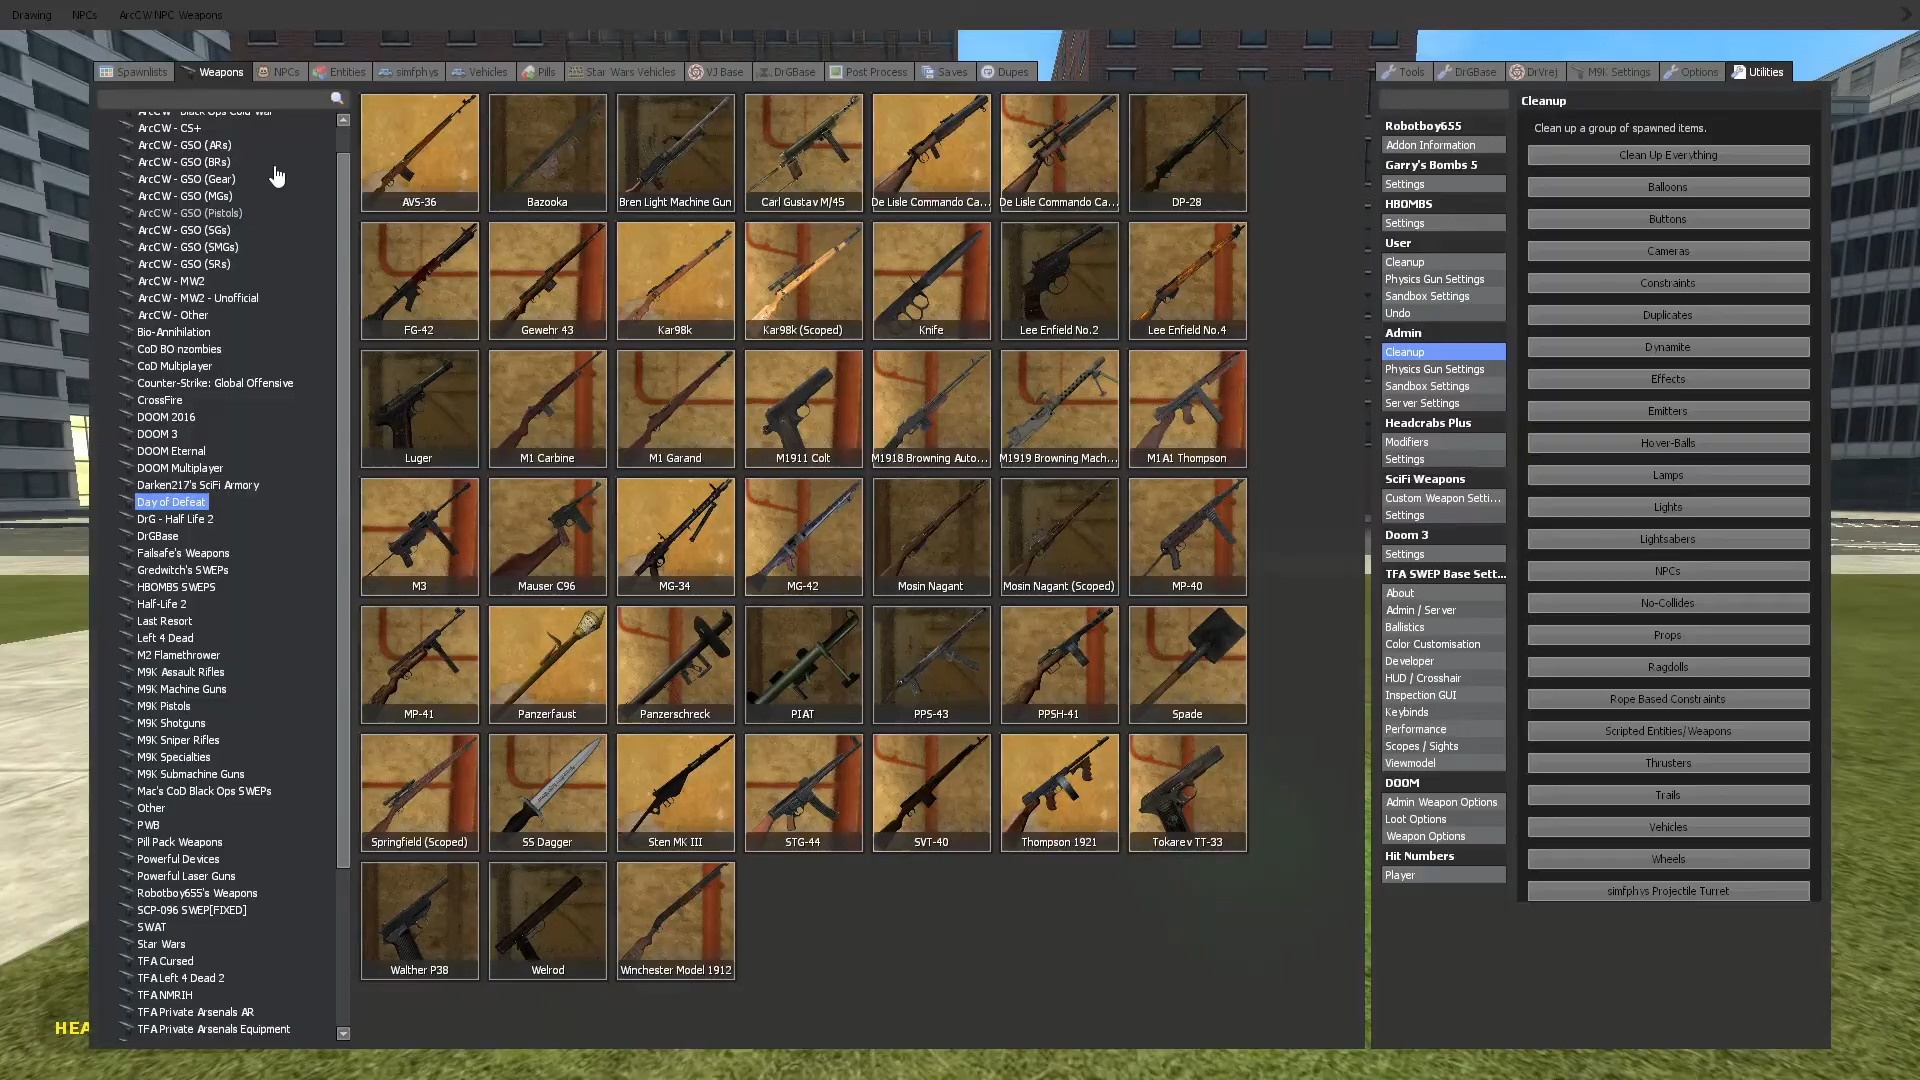 Drawing NPCs ArcCW NPC Weapons
Spawnlists Weapons NPCs Entities simfphys Vehicles Pills Star Wars Vehicles VJ Base DrGBase Post Process Saves Dupes
Tools DrGBase DrVrej M9K Settings Options Utilities
ArcCW - Black Ops Cold War
ArcCW - CS+
ArcCW - GSO (ARs)
ArcCW - GSO (BRs)
ArcCW - GSO (Gear)
ArcCW - GSO (MGs)
ArcCW - GSO (Pistols)
ArcCW - GSO (SGs)
ArcCW - GSO (SMGs)
ArcCW - GSO (SRs)
ArcCW - MW2
ArcCW - MW2 - Unofficial
ArcCW - Other
Bio-Annihilation
CoD BO nzombies
CoD Multiplayer
Counter-Strike: Global Offensive
CrossFire
DOOM 2016
DOOM 3
DOOM Eternal
DOOM Multiplayer
Darken217's SciFi Armory
Day of Defeat
DrG - Half Life 2
DrGBase
Failsafe's Weapons
Gredwitch's SWEPs
HBOMBS SWEPS
Half-Life 2
Last Resort
Left 4 Dead
M2 Flamethrower
M9K Assault Rifles
M9K Machine Guns
M9K Pistols
M9K Shotguns
M9K Sniper Rifles
M9K Specialties
M9K Submachine Guns
Mac's CoD Black Ops SWEPs
Other
PWB
Pill Pack Weapons
Powerful Devices
Powerful Laser Guns
Robotboy655's Weapons
SCP-096 SWEP[FIXED]
SWAT
Star Wars
TFA Cursed
TFA Left 4 Dead 2
TFA NMRIH
TFA Private Arsenals AR
TFA Private Arsenals Equipment
HEA
AVS-36 Bazooka Bren Light Machine Gun Carl Gustav M/45 De Lisle Commando Ca... De Lisle Commando Ca... DP-28
FG-42 Gewehr 43 Kar98k Kar98k (Scoped) Knife Lee Enfield No.2 Lee Enfield No.4
Luger M1 Carbine M1 Garand M1911 Colt M1918 Browning Auto... M1919 Browning Mach... M1A1 Thompson
M3 Mauser C96 MG-34 MG-42 Mosin Nagant Mosin Nagant (Scoped) MP-40
MP-41 Panzerfaust Panzerschreck PIAT PPS-43 PPSH-41 Spade
Springfield (Scoped) SS Dagger Sten MK III STG-44 SVT-40 Thompson 1921 Tokarev TT-33
Walther P38 Welrod Winchester Model 1912
Robotboy655
Addon Information
Garry's Bombs 5
Settings
HBOMBS
Settings
User
Cleanup
Physics Gun Settings
Sandbox Settings
Undo
Admin
Cleanup
Physics Gun Settings
Sandbox Settings
Server Settings
Headcrabs Plus
Modifiers
Settings
SciFi Weapons
Custom Weapon Setti...
Settings
Doom 3
Settings
TFA SWEP Base Sett...
About
Admin / Server
Ballistics
Color Customisation
Developer
HUD / Crosshair
Inspection GUI
Keybinds
Performance
Scopes / Sights
Viewmodel
DOOM
Admin Weapon Options
Loot Options
Weapon Options
Hit Numbers
Player
Cleanup
Clean up a group of spawned items.
Clean Up Everything
Balloons
Buttons
Cameras
Constraints
Duplicates
Dynamite
Effects
Emitters
Hover-Balls
Lamps
Lights
Lightsabers
NPCs
No-Collides
Props
Ragdolls
Rope Based Constraints
Scripted Entities/Weapons
Thrusters
Trails
Vehicles
Wheels
simfphys Projectile Turret